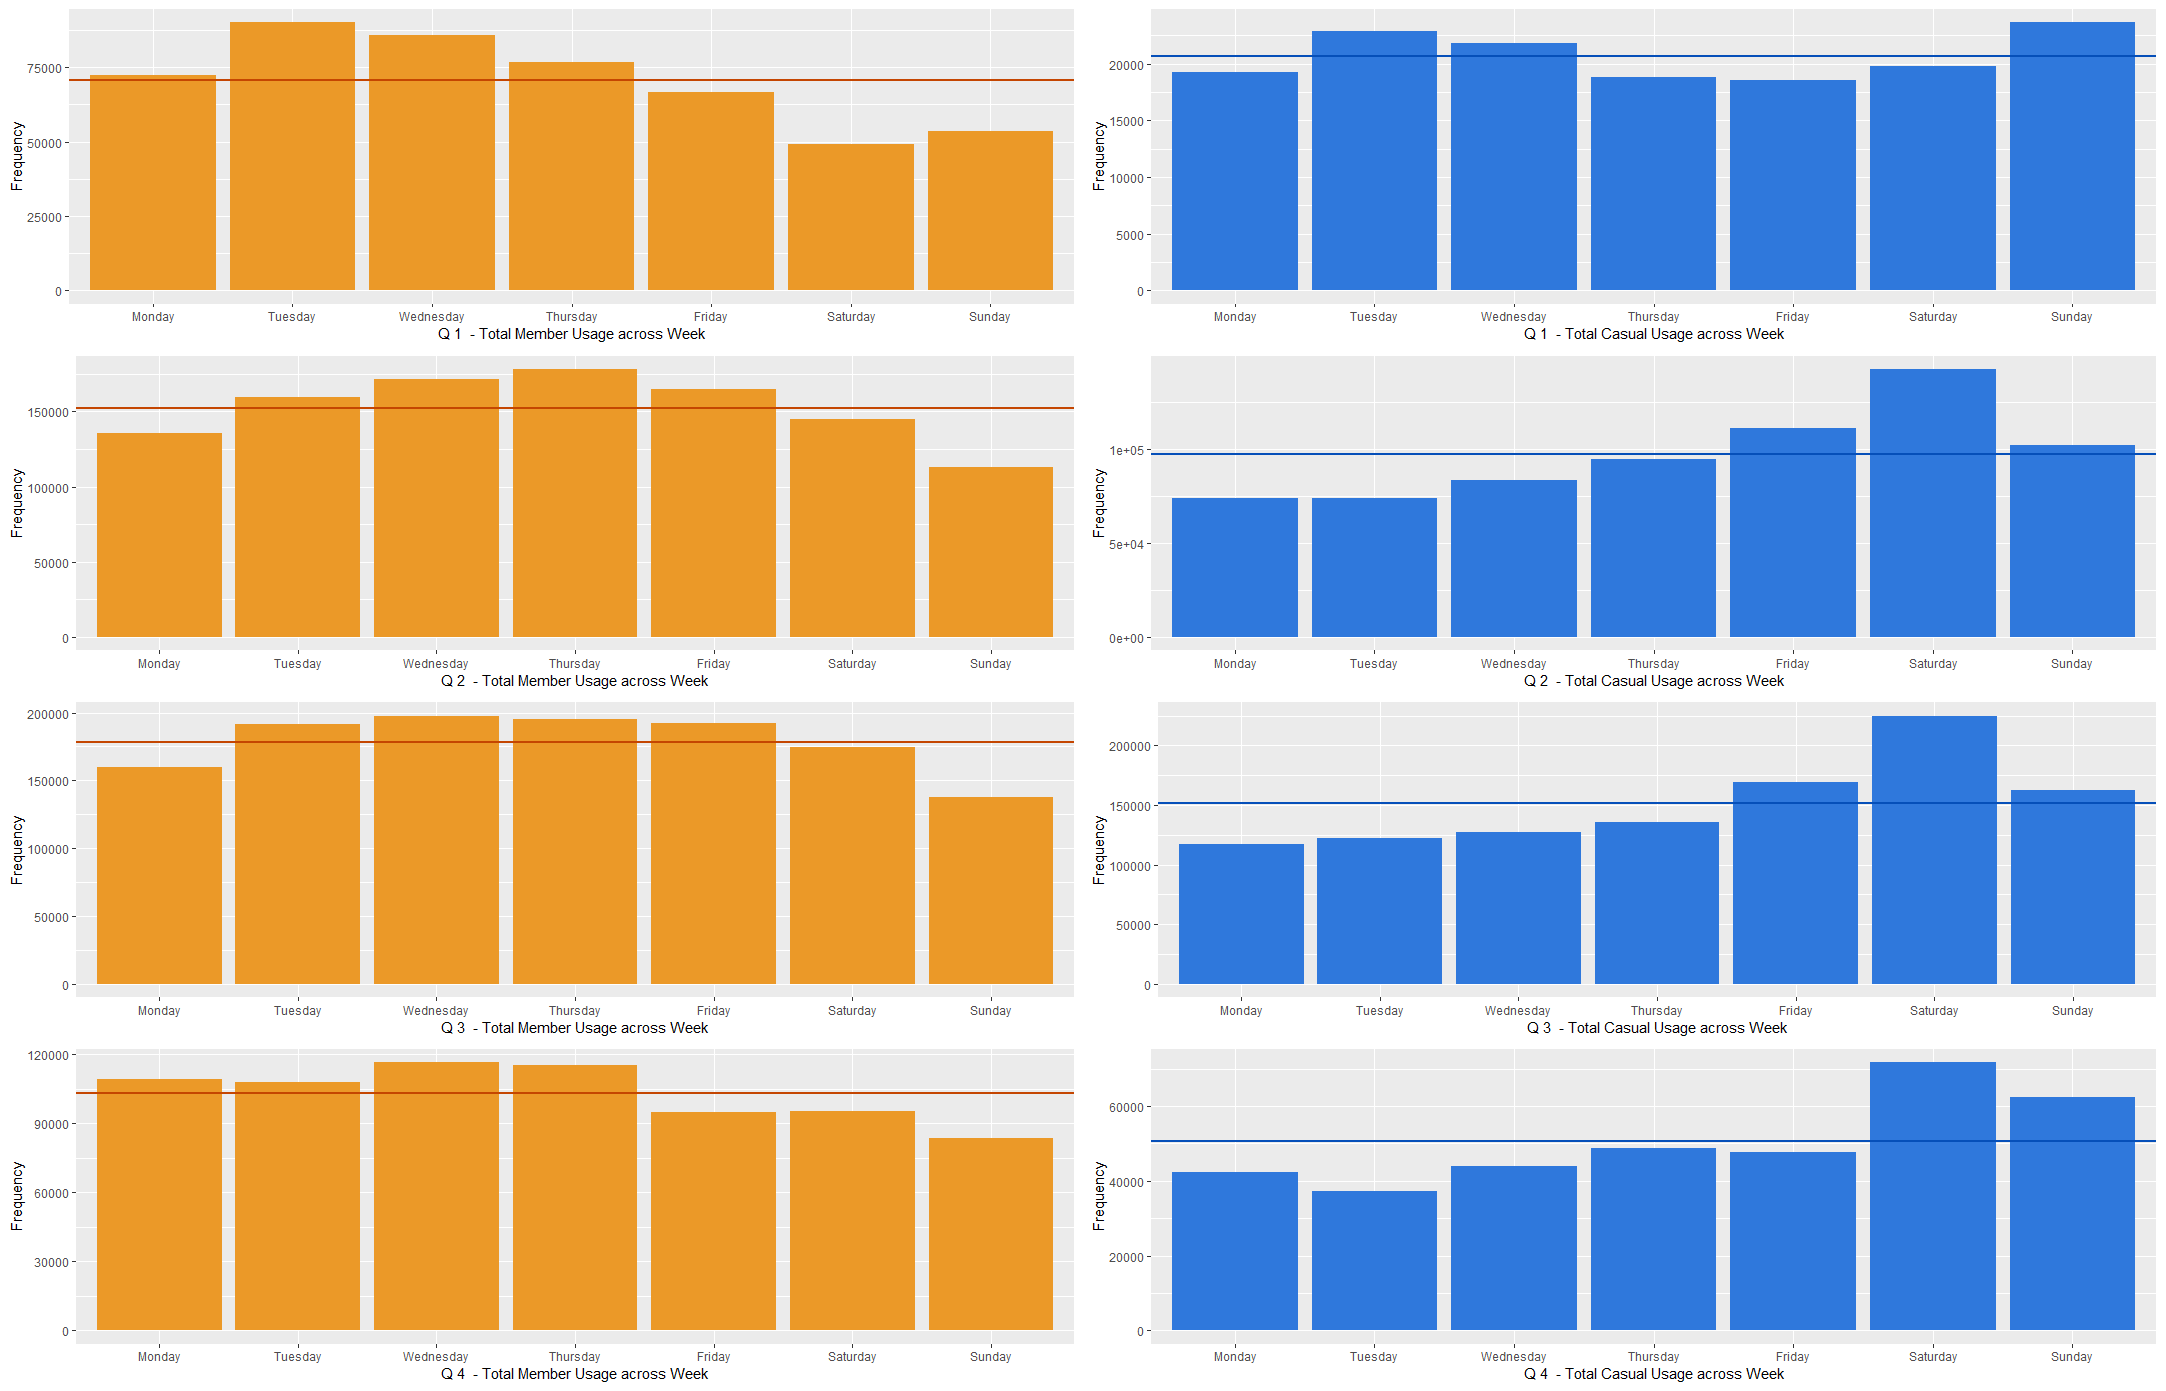 Frequency
75000
50000
25000
0
Monday Tuesday Wednesday Thursday Friday Saturday Sunday
Q 1 - Total Member Usage across Week
Frequency
20000
15000
10000
5000
0
Monday Tuesday Wednesday Thursday Friday Saturday Sunday
Q 1 - Total Casual Usage across Week
Frequency
150000
100000
50000
0
Monday Tuesday Wednesday Thursday Friday Saturday Sunday
Q 2 - Total Member Usage across Week
Frequency
1e+05
5e+04
0e+00
Monday Tuesday Wednesday Thursday Friday Saturday Sunday
Q 2 - Total Casual Usage across Week
Frequency
200000
150000
100000
50000
0
Monday Tuesday Wednesday Thursday Friday Saturday Sunday
Q 3 - Total Member Usage across Week
Frequency
200000
150000
100000
50000
0
Monday Tuesday Wednesday Thursday Friday Saturday Sunday
Q 3 - Total Casual Usage across Week
Frequency
120000
90000
60000
30000
0
Monday Tuesday Wednesday Thursday Friday Saturday Sunday
Q 4 - Total Member Usage across Week
Frequency
60000
40000
20000
0
Monday Tuesday Wednesday Thursday Friday Saturday Sunday
Q 4 - Total Casual Usage across Week